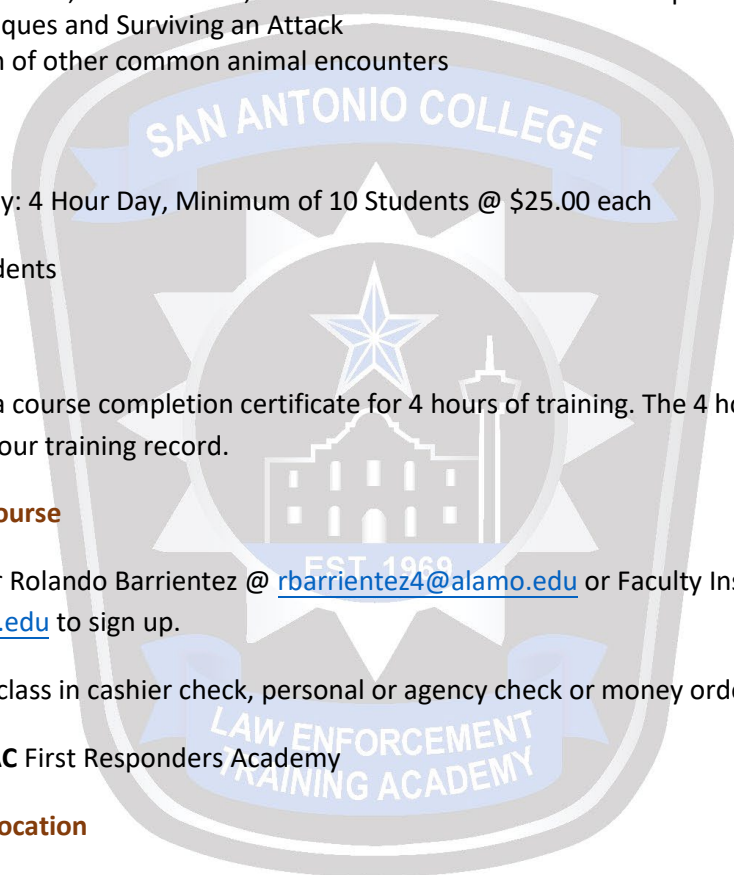 ques and Surviving an Attack
of other common animal encounters
SAN ANTONIO COLLEGE
y: 4 Hour Day, Minimum of 10 Students @ $25.00 each
dents
a course completion certificate for 4 hours of training. The 4 ho
our training record.
ourse
EST. 1969
r Rolando Barrientez @ rbarrientez4@alamo.edu or Faculty Ins
.edu to sign up.
class in cashier check, personal or agency check or money orde
LAW ENFORCEMENT
AC First Responders Academy
TRAINING ACADEMY
ocation